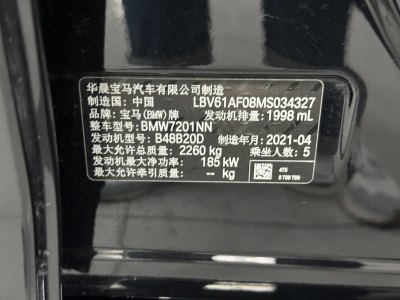 华晨宝马汽车有限公司制造
制造国：中国 LBV61AF08MS034327
品牌：宝马(BMW)牌 发动机排量：1998 mL
整车型号：BMW7201NN
发动机型号：B48B20D 制造年月：2021-04
最大允许总质量：2260 kg 乘坐人数：5
发动机最大净功率：185 kW
最大允许牵引质量：-- kg
475